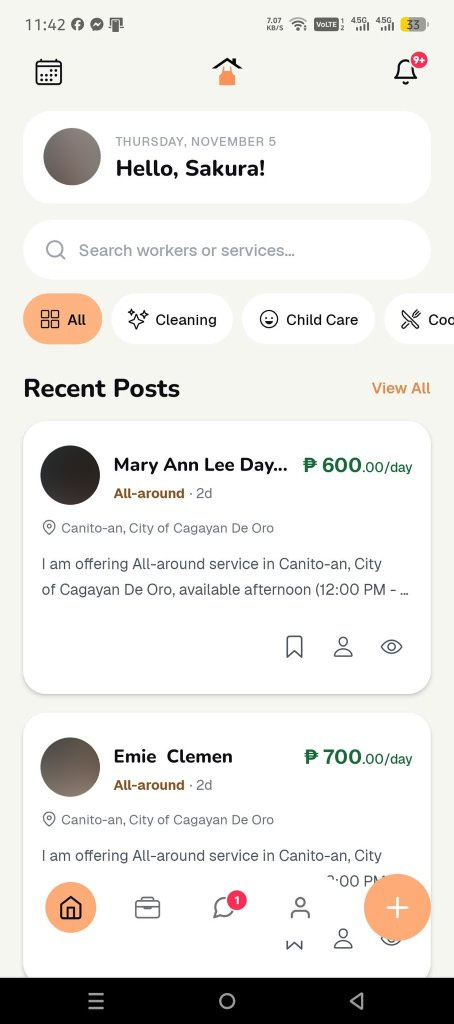 11:42
7.07 KB/S VoLTE 1 2 4.5G 4.5G 33
9+
THURSDAY, NOVEMBER 5
Hello, Sakura!
Search workers or services...
All Cleaning Child Care Coo
Recent Posts View All
Mary Ann Lee Day... ₱ 600.00/day
All-around · 2d
Canito-an, City of Cagayan De Oro
I am offering All-around service in Canito-an, City
of Cagayan De Oro, available afternoon (12:00 PM - ...
Emie Clemen ₱ 700.00/day
All-around · 2d
Canito-an, City of Cagayan De Oro
I am offering All-around service in Canito-an, City
:00 PM
1